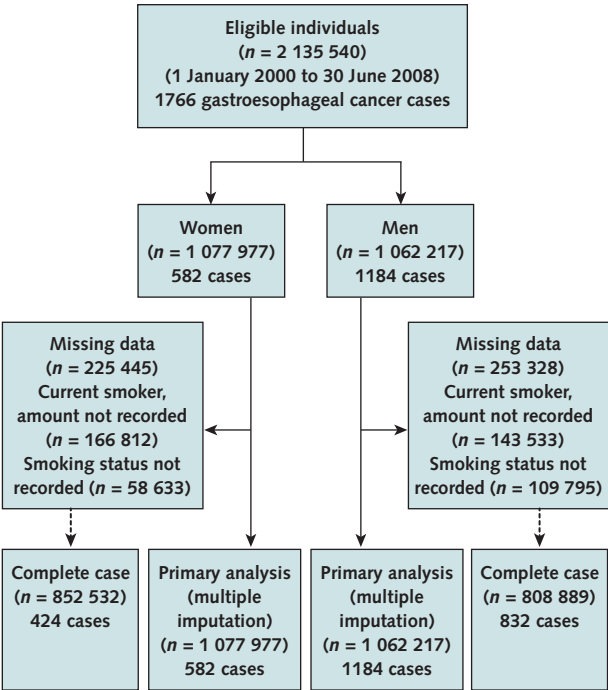 Eligible individuals
(n = 2 135 540)
(1 January 2000 to 30 June 2008)
1766 gastroesophageal cancer cases
Women
(n = 1 077 977)
582 cases
Men
(n = 1 062 217)
1184 cases
Missing data
(n = 225 445)
Current smoker,
amount not recorded
(n = 166 812)
Smoking status not
recorded (n = 58 633)
Missing data
(n = 253 328)
Current smoker,
amount not recorded
(n = 143 533)
Smoking status not
recorded (n = 109 795)
Complete case
(n = 852 532)
424 cases
Primary analysis
(multiple
imputation)
(n = 1 077 977)
582 cases
Primary analysis
(multiple
imputation)
(n = 1 062 217)
1184 cases
Complete case
(n = 808 889)
832 cases